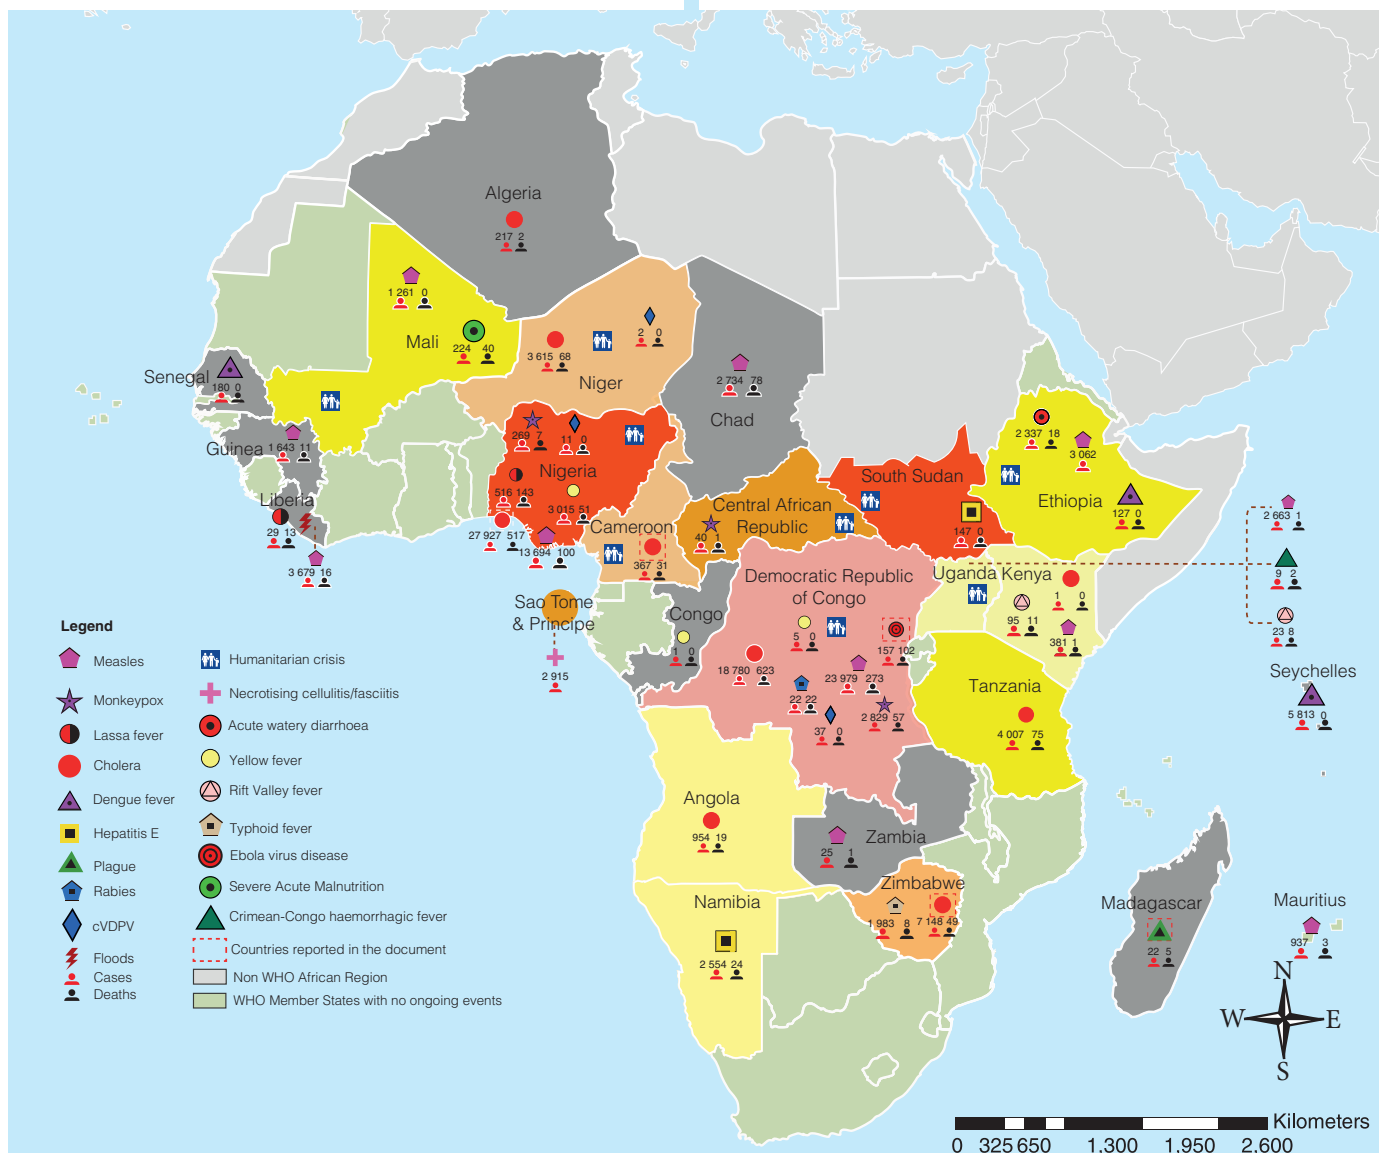 Algeria
217 2
1 261 0
Mali
224 40
3 615 68
2 0
Niger
2 734 78
Chad
Senegal
180 0
Guinea
1 643 11
Liberia
29 13
3 679 16
269 7
11 0
Nigeria
516 143
3 015 51
27 927 517
13 694 100
Cameroon
367 31
Central African
Republic
40 1
South Sudan
147 0
2 337 18
3 062
Ethiopia
127 0
2 663 1
9 2
23 8
Uganda
Kenya
1 0
95 11
381 1
Democratic Republic
of Congo
5 0
157 102
18 780 623
23 979 273
22 22
2 829 57
37 0
Congo
1 0
Sao Tome
& Principe
2 915
Tanzania
4 007 75
Seychelles
5 813 0
Angola
954 19
Zambia
25 1
Zimbabwe
1 983 8
7 148 49
Namibia
2 554 24
Madagascar
22 5
Mauritius
937 3
Legend
Measles
Monkeypox
Lassa fever
Cholera
Dengue fever
Hepatitis E
Plague
Rabies
cVDPV
Floods
Cases
Deaths
Humanitarian crisis
Necrotising cellulitis/fasciitis
Acute watery diarrhoea
Yellow fever
Rift Valley fever
Typhoid fever
Ebola virus disease
Severe Acute Malnutrition
Crimean-Congo haemorrhagic fever
Countries reported in the document
Non WHO African Region
WHO Member States with no ongoing events
N
W E
S
Kilometers
0 325 650 1,300 1,950 2,600